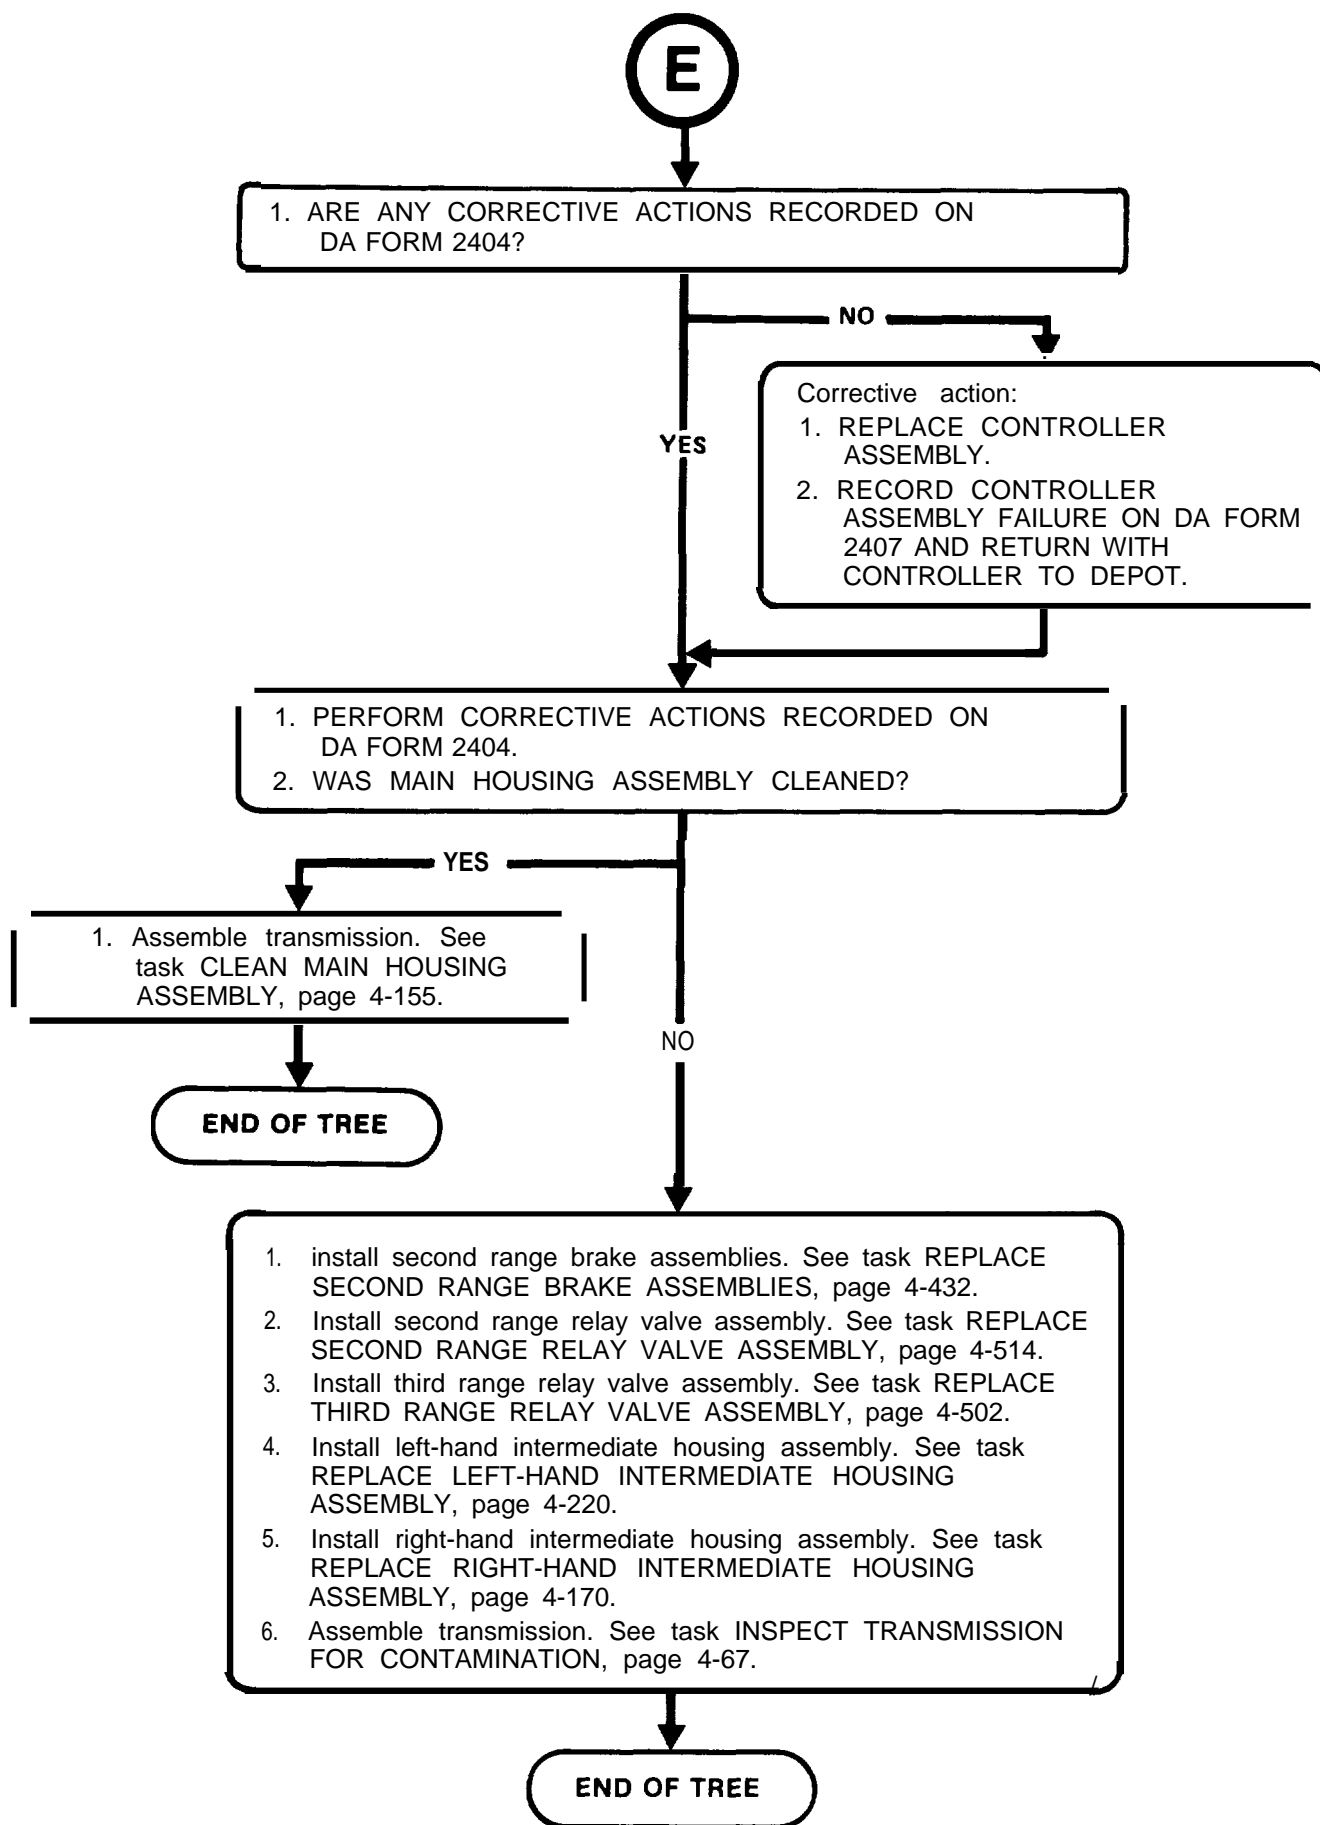 E
1. ARE ANY CORRECTIVE ACTIONS RECORDED ON
DA FORM 2404?
NO
Corrective action:
1. REPLACE CONTROLLER
ASSEMBLY.
2. RECORD CONTROLLER
ASSEMBLY FAILURE ON DA FORM
2407 AND RETURN WITH
CONTROLLER TO DEPOT.
YES
1. PERFORM CORRECTIVE ACTIONS RECORDED ON
DA FORM 2404.
2. WAS MAIN HOUSING ASSEMBLY CLEANED?
YES
1. Assemble transmission. See
task CLEAN MAIN HOUSING
ASSEMBLY, page 4-155.
NO
END OF TREE
1. install second range brake assemblies. See task REPLACE
SECOND RANGE BRAKE ASSEMBLIES, page 4-432.
2. Install second range relay valve assembly. See task REPLACE
SECOND RANGE RELAY VALVE ASSEMBLY, page 4-514.
3. Install third range relay valve assembly. See task REPLACE
THIRD RANGE RELAY VALVE ASSEMBLY, page 4-502.
4. Install left-hand intermediate housing assembly. See task
REPLACE LEFT-HAND INTERMEDIATE HOUSING
ASSEMBLY, page 4-220.
5. Install right-hand intermediate housing assembly. See task
REPLACE RIGHT-HAND INTERMEDIATE HOUSING
ASSEMBLY, page 4-170.
6. Assemble transmission. See task INSPECT TRANSMISSION
FOR CONTAMINATION, page 4-67.
END OF TREE